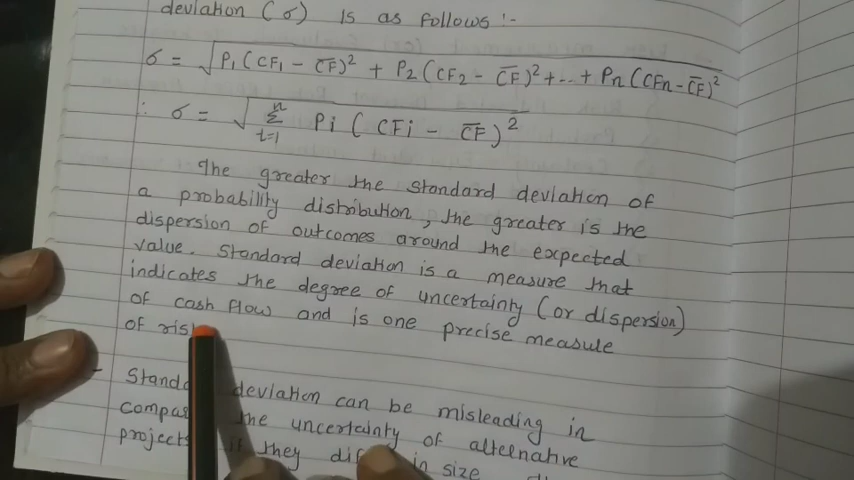 deviation (σ) is as follows :-
σ = √P1 (CF1 - C̅F̅)² + P2 (CF2 - C̅F̅)² +...+ Pn (CFn - C̅F̅)²
∴ σ = √ n Σ t=1 Pi ( CFi - C̅F̅ )²
The greater the standard deviation of
a probability distribution, the greater is the
dispersion of outcomes around the expected
value. Standard deviation is a measure that
indicates the degree of uncertainty (or dispersion)
of cash flow and is one precise measure
of
- deviation can be misleading in
the uncertainty of alternative
if they in size